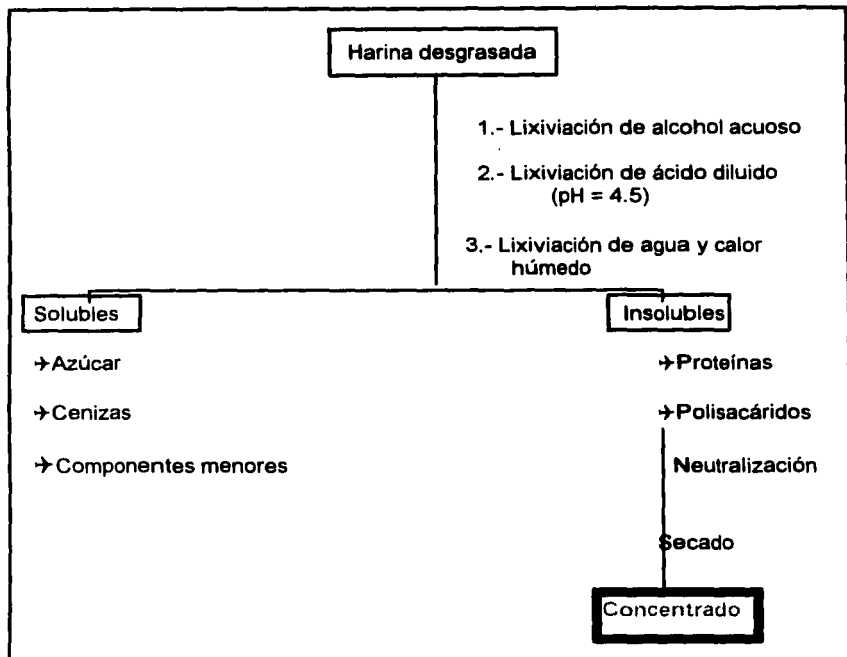 Harina desgrasada
1.- Lixiviación de alcohol acuoso
2.- Lixiviación de ácido diluido
(pH = 4.5)
3.- Lixiviación de agua y calor
húmedo
Solubles
→Azúcar
→Cenizas
→Componentes menores
Insolubles
→Proteínas
→Polisacáridos
Neutralización
Secado
Concentrado